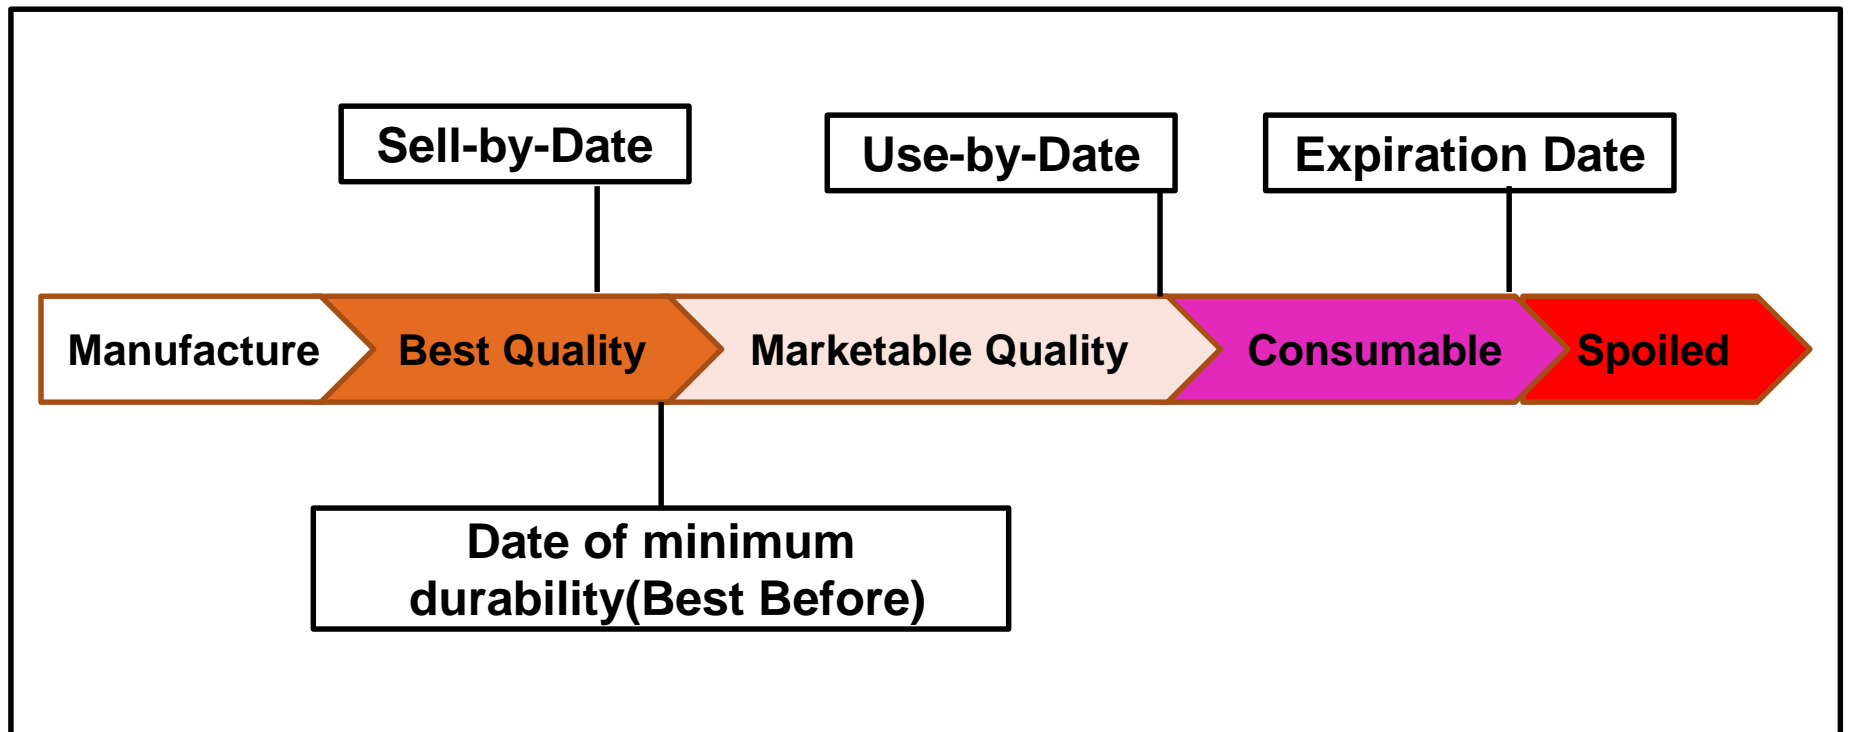 Sell-by-Date
Use-by-Date
Expiration Date
Manufacture
Best Quality
Marketable Quality
Consumable
Spoiled
Date of minimum
durability(Best Before)